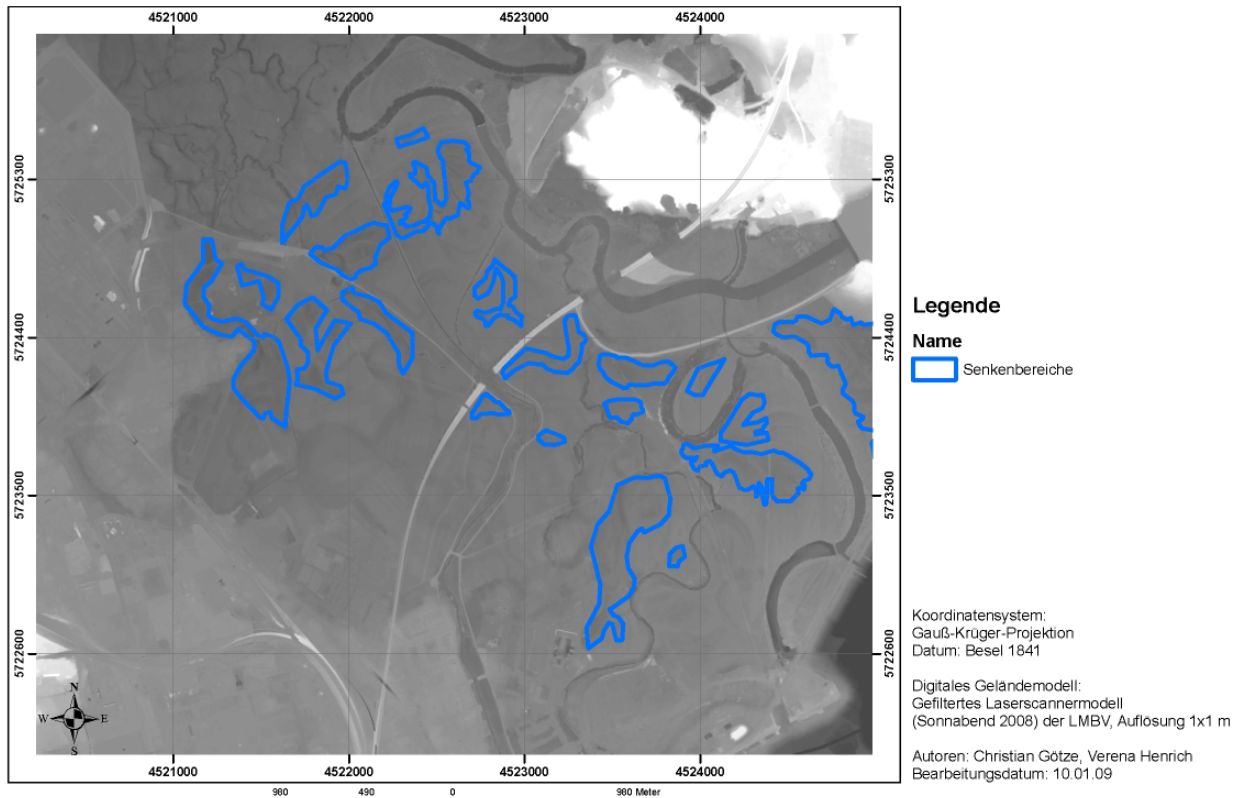 4521000 4522000 4523000 4524000
5725300 5725300
5724400 5724400
5723500 5723500
5722600 5722600
N
W E
S
4521000 4522000 4523000 4524000
980 490 0 980 Meter
Legende
Name
Senkenbereiche
Koordinatensystem:
Gauß-Krüger-Projektion
Datum: Besel 1841
Digitales Geländemodell:
Gefiltertes Laserscannermodell
(Sonnabend 2008) der LMBV, Auflösung 1x1 m
Autoren: Christian Götze, Verena Henrich
Bearbeitungsdatum: 10.01.09